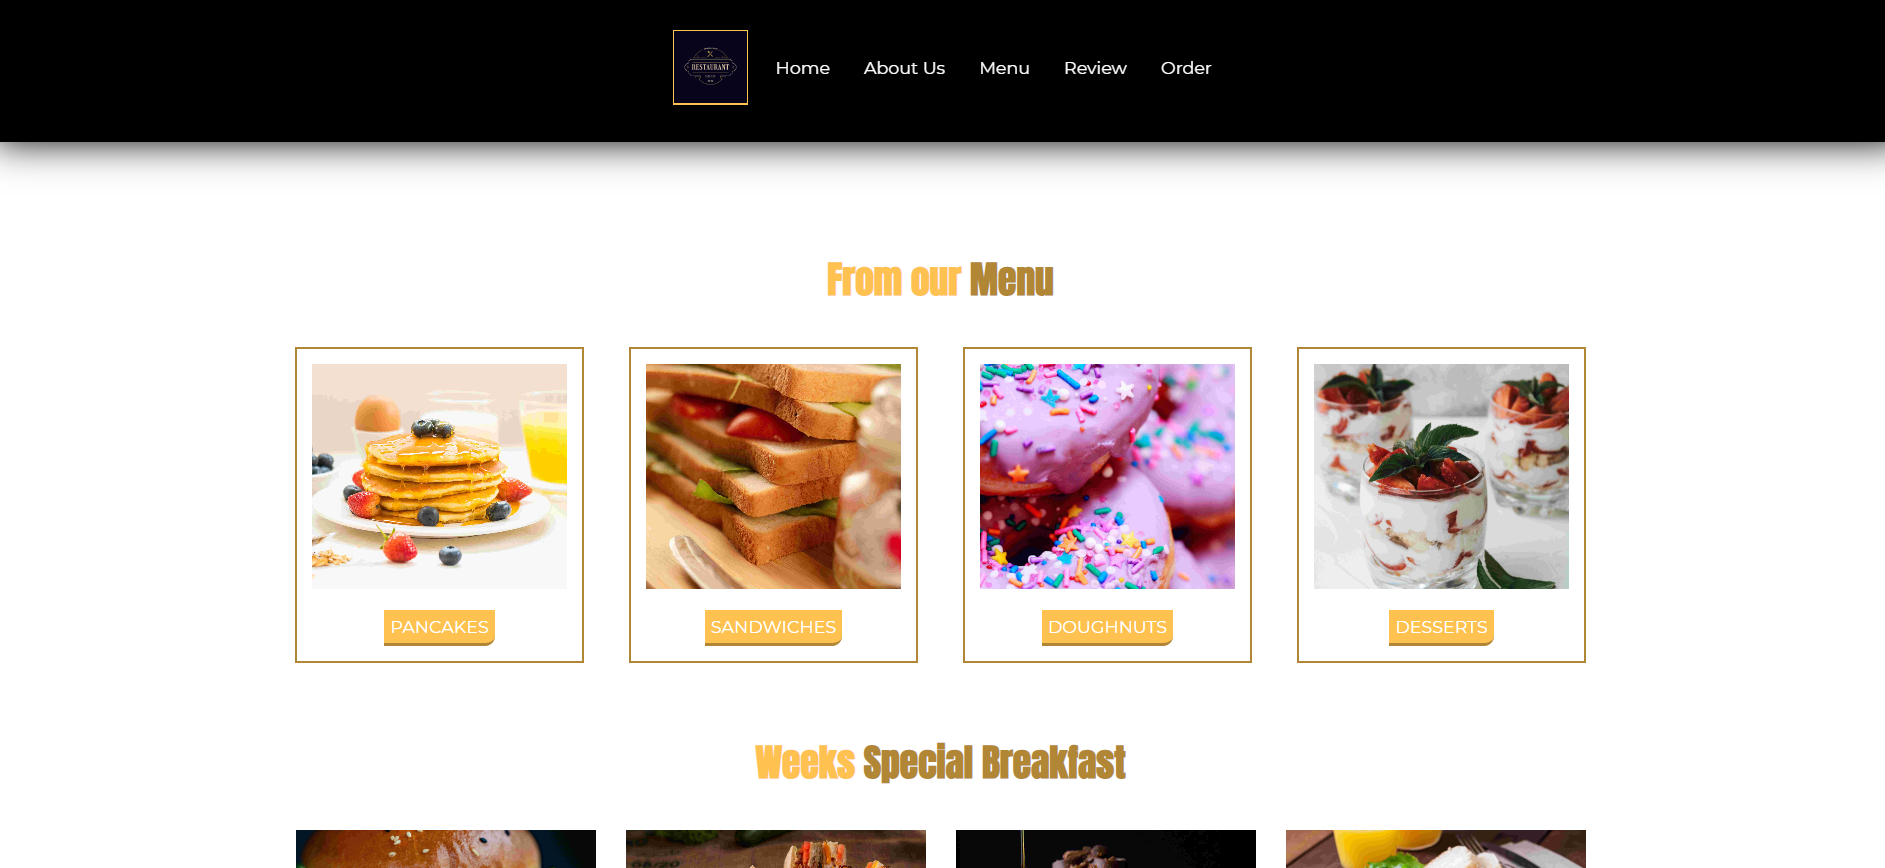 RESTAURANT
Home About Us Menu Review Order
From our Menu
PANCAKES SANDWICHES DOUGHNUTS DESSERTS
Weeks Special Breakfast